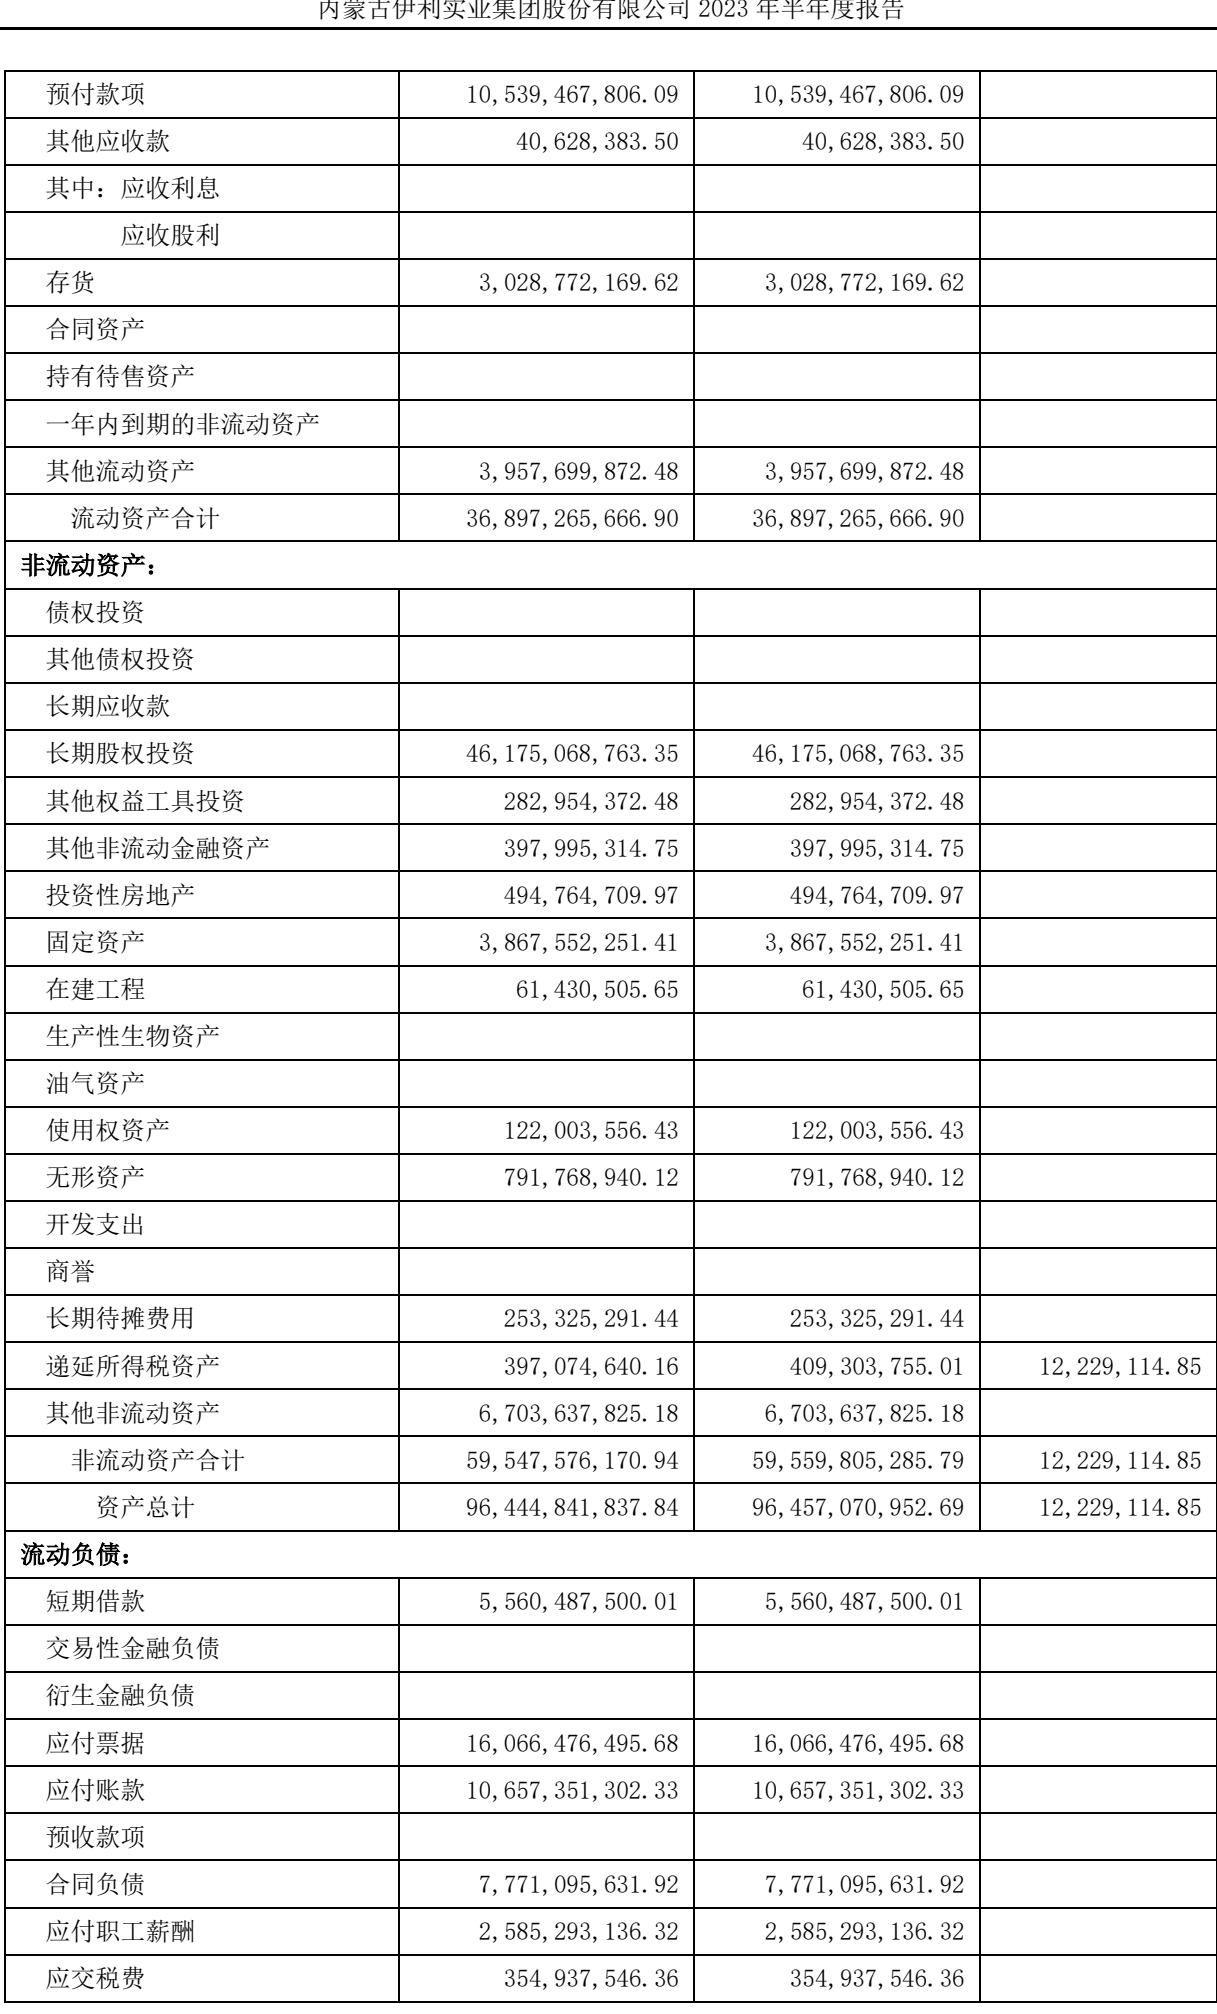 内蒙古伊利实业集团股份有限公司 2023 年半年度报告
预付款项 10,539,467,806.09 10,539,467,806.09
其他应收款 40,628,383.50 40,628,383.50
其中：应收利息
应收股利
存货 3,028,772,169.62 3,028,772,169.62
合同资产
持有待售资产
一年内到期的非流动资产
其他流动资产 3,957,699,872.48 3,957,699,872.48
流动资产合计 36,897,265,666.90 36,897,265,666.90
非流动资产：
债权投资
其他债权投资
长期应收款
长期股权投资 46,175,068,763.35 46,175,068,763.35
其他权益工具投资 282,954,372.48 282,954,372.48
其他非流动金融资产 397,995,314.75 397,995,314.75
投资性房地产 494,764,709.97 494,764,709.97
固定资产 3,867,552,251.41 3,867,552,251.41
在建工程 61,430,505.65 61,430,505.65
生产性生物资产
油气资产
使用权资产 122,003,556.43 122,003,556.43
无形资产 791,768,940.12 791,768,940.12
开发支出
商誉
长期待摊费用 253,325,291.44 253,325,291.44
递延所得税资产 397,074,640.16 409,303,755.01 12,229,114.85
其他非流动资产 6,703,637,825.18 6,703,637,825.18
非流动资产合计 59,547,576,170.94 59,559,805,285.79 12,229,114.85
资产总计 96,444,841,837.84 96,457,070,952.69 12,229,114.85
流动负债：
短期借款 5,560,487,500.01 5,560,487,500.01
交易性金融负债
衍生金融负债
应付票据 16,066,476,495.68 16,066,476,495.68
应付账款 10,657,351,302.33 10,657,351,302.33
预收款项
合同负债 7,771,095,631.92 7,771,095,631.92
应付职工薪酬 2,585,293,136.32 2,585,293,136.32
应交税费 354,937,546.36 354,937,546.36